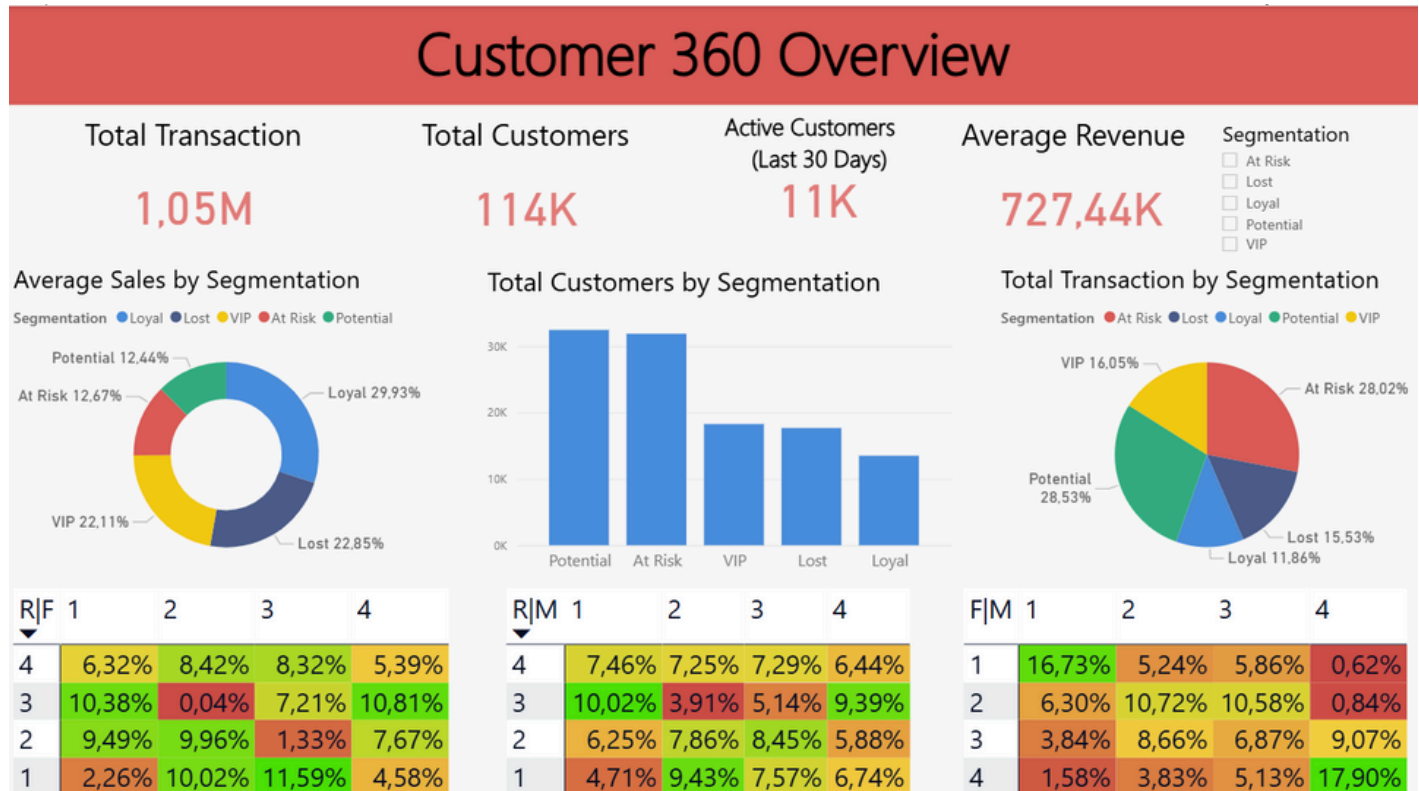 Customer 360 Overview
Total Transaction
1,05M
Total Customers
114K
Active Customers
(Last 30 Days)
11K
Average Revenue
727,44K
Segmentation
At Risk
Lost
Loyal
Potential
VIP
Average Sales by Segmentation
Segmentation Loyal Lost VIP At Risk Potential
Potential 12,44%
At Risk 12,67%
Loyal 29,93%
VIP 22,11%
Lost 22,85%
Total Customers by Segmentation
30K
20K
10K
0K
Potential At Risk VIP Lost Loyal
Total Transaction by Segmentation
Segmentation At Risk Lost Loyal Potential VIP
VIP 16,05%
At Risk 28,02%
Potential
28,53%
Lost 15,53%
Loyal 11,86%
R|F 1 2 3 4
4 6,32% 8,42% 8,32% 5,39%
3 10,38% 0,04% 7,21% 10,81%
2 9,49% 9,96% 1,33% 7,67%
1 2,26% 10,02% 11,59% 4,58%
R|M 1 2 3 4
4 7,46% 7,25% 7,29% 6,44%
3 10,02% 3,91% 5,14% 9,39%
2 6,25% 7,86% 8,45% 5,88%
1 4,71% 9,43% 7,57% 6,74%
F|M 1 2 3 4
1 16,73% 5,24% 5,86% 0,62%
2 6,30% 10,72% 10,58% 0,84%
3 3,84% 8,66% 6,87% 9,07%
4 1,58% 3,83% 5,13% 17,90%